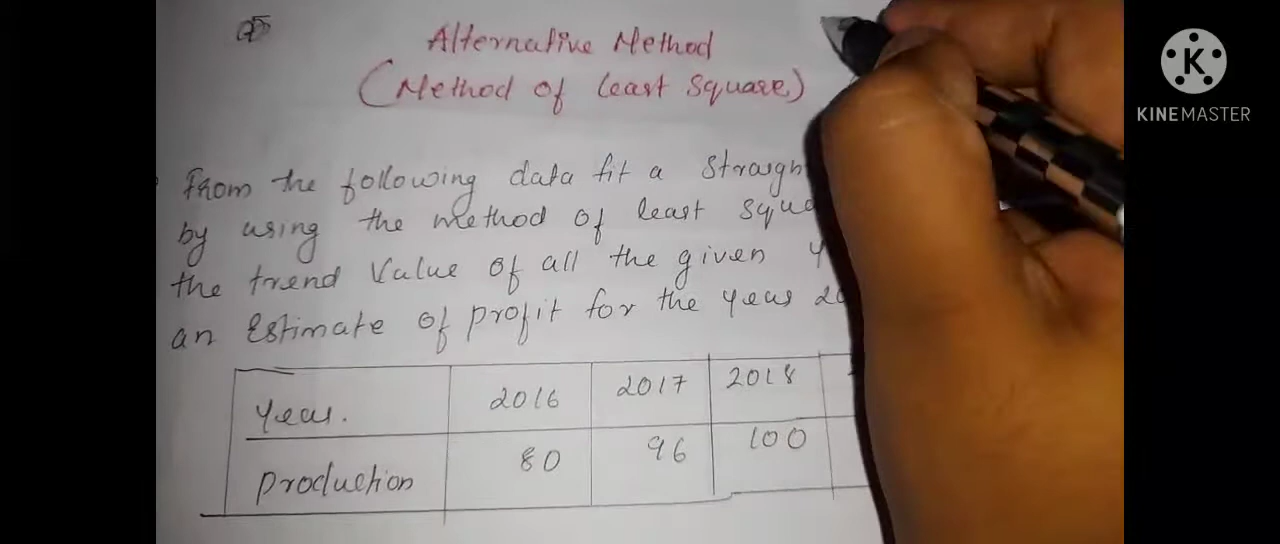 Alternative Method
(Method of least square)
From the following data fit a
by using the method of least
the trend value of all the given
an Estimate of profit for the year
year. 2016 2017 2018
production 80 96 100
K
KINEMASTER